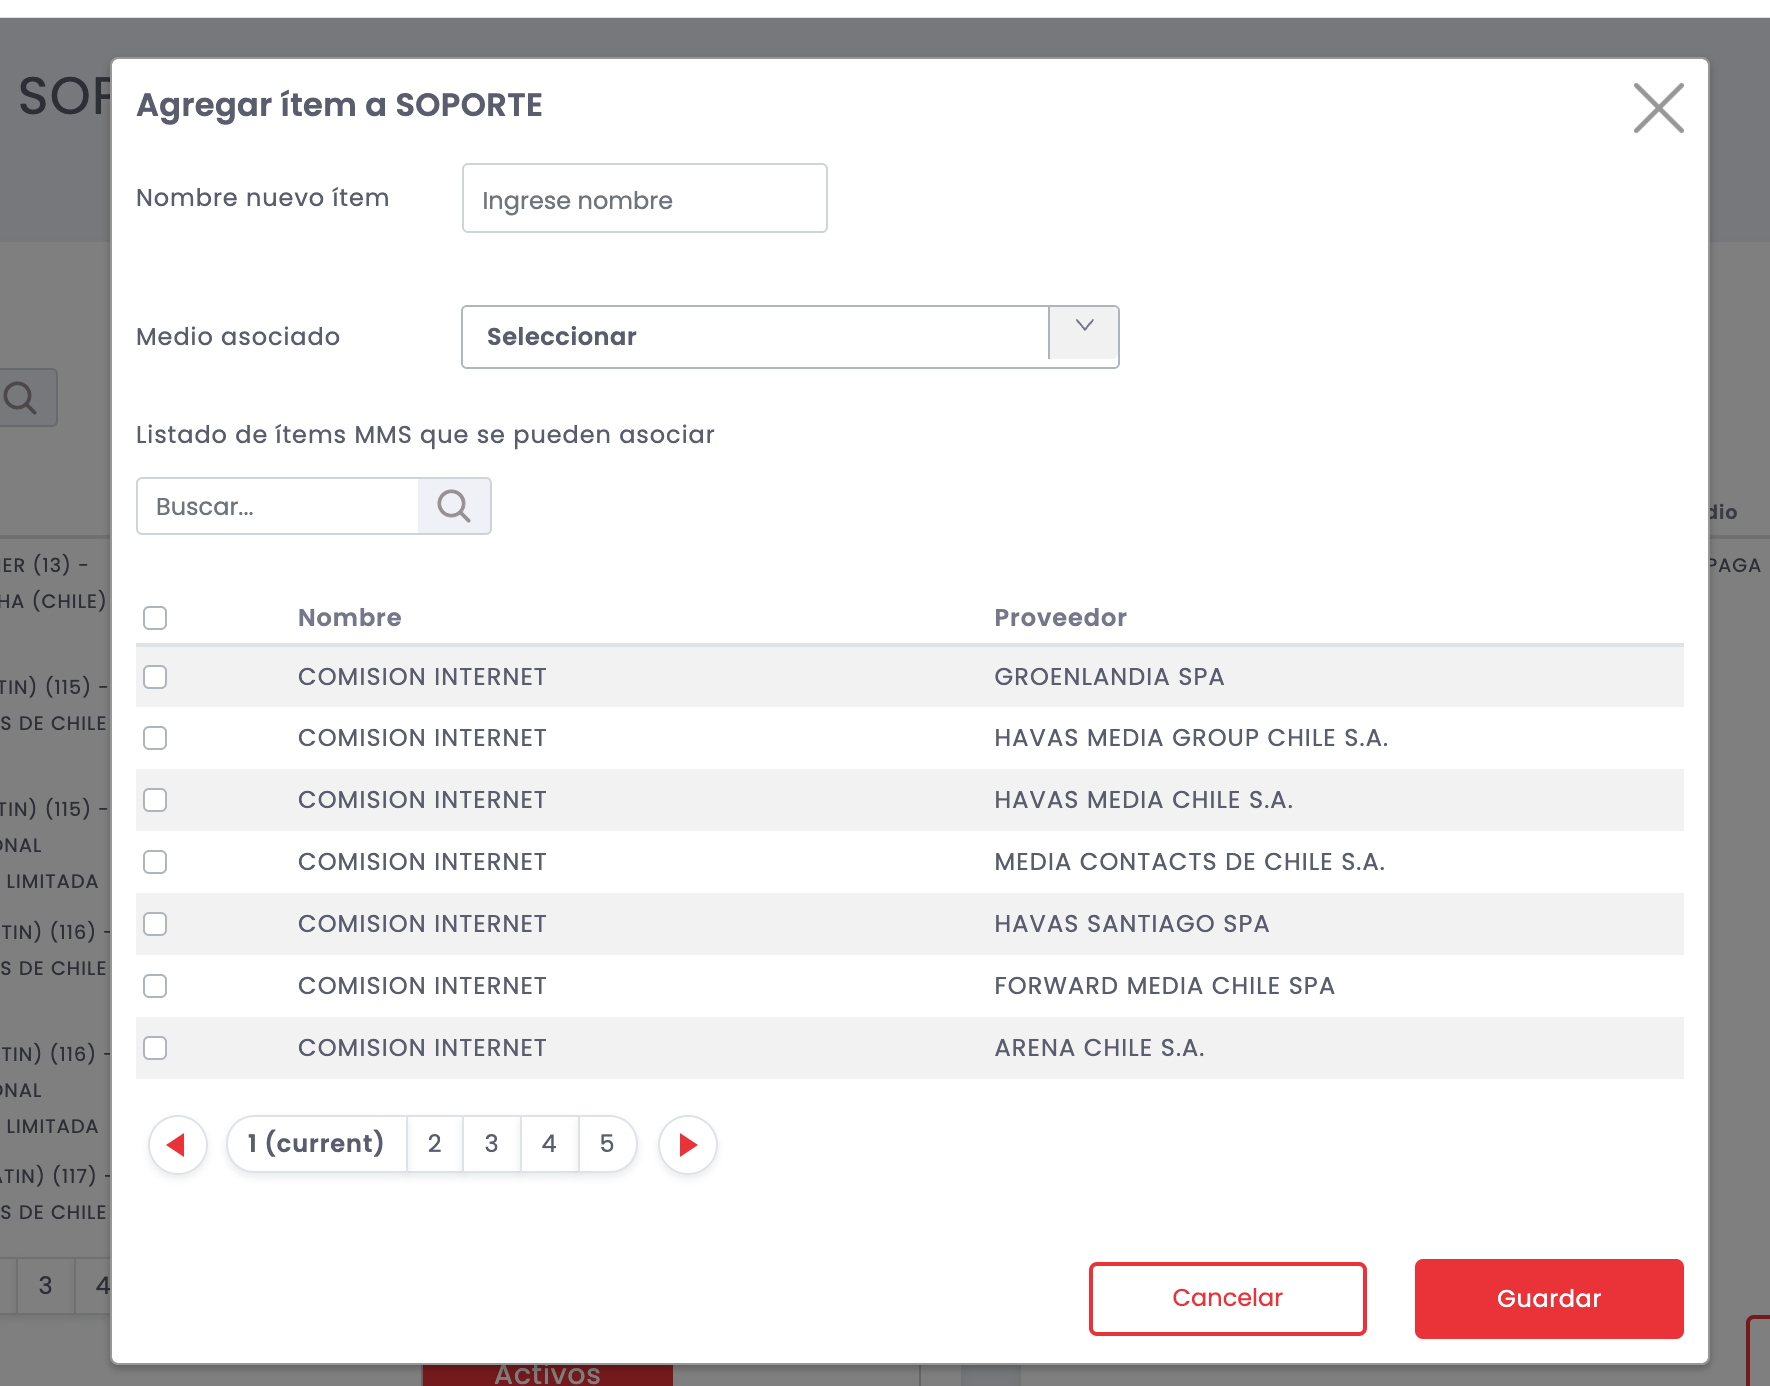 SOP
Agregar ítem a SOPORTE
Nombre nuevo ítem
Ingrese nombre
Medio asociado
Seleccionar
Listado de ítems MMS que se pueden asociar
Buscar...
dio
ER (13) -
HA (CHILE)
PAGA
TIN) (115) -
S DE CHILE
TIN) (115) -
ONAL
LIMITADA
TIN) (116) -
S DE CHILE
TIN) (116) -
ONAL
LIMITADA
ATIN) (117) -
S DE CHILE
Nombre Proveedor
COMISION INTERNET GROENLANDIA SPA
COMISION INTERNET HAVAS MEDIA GROUP CHILE S.A.
COMISION INTERNET HAVAS MEDIA CHILE S.A.
COMISION INTERNET MEDIA CONTACTS DE CHILE S.A.
COMISION INTERNET HAVAS SANTIAGO SPA
COMISION INTERNET FORWARD MEDIA CHILE SPA
COMISION INTERNET ARENA CHILE S.A.
1 (current) 2 3 4 5
3 4
Cancelar Guardar
Activos